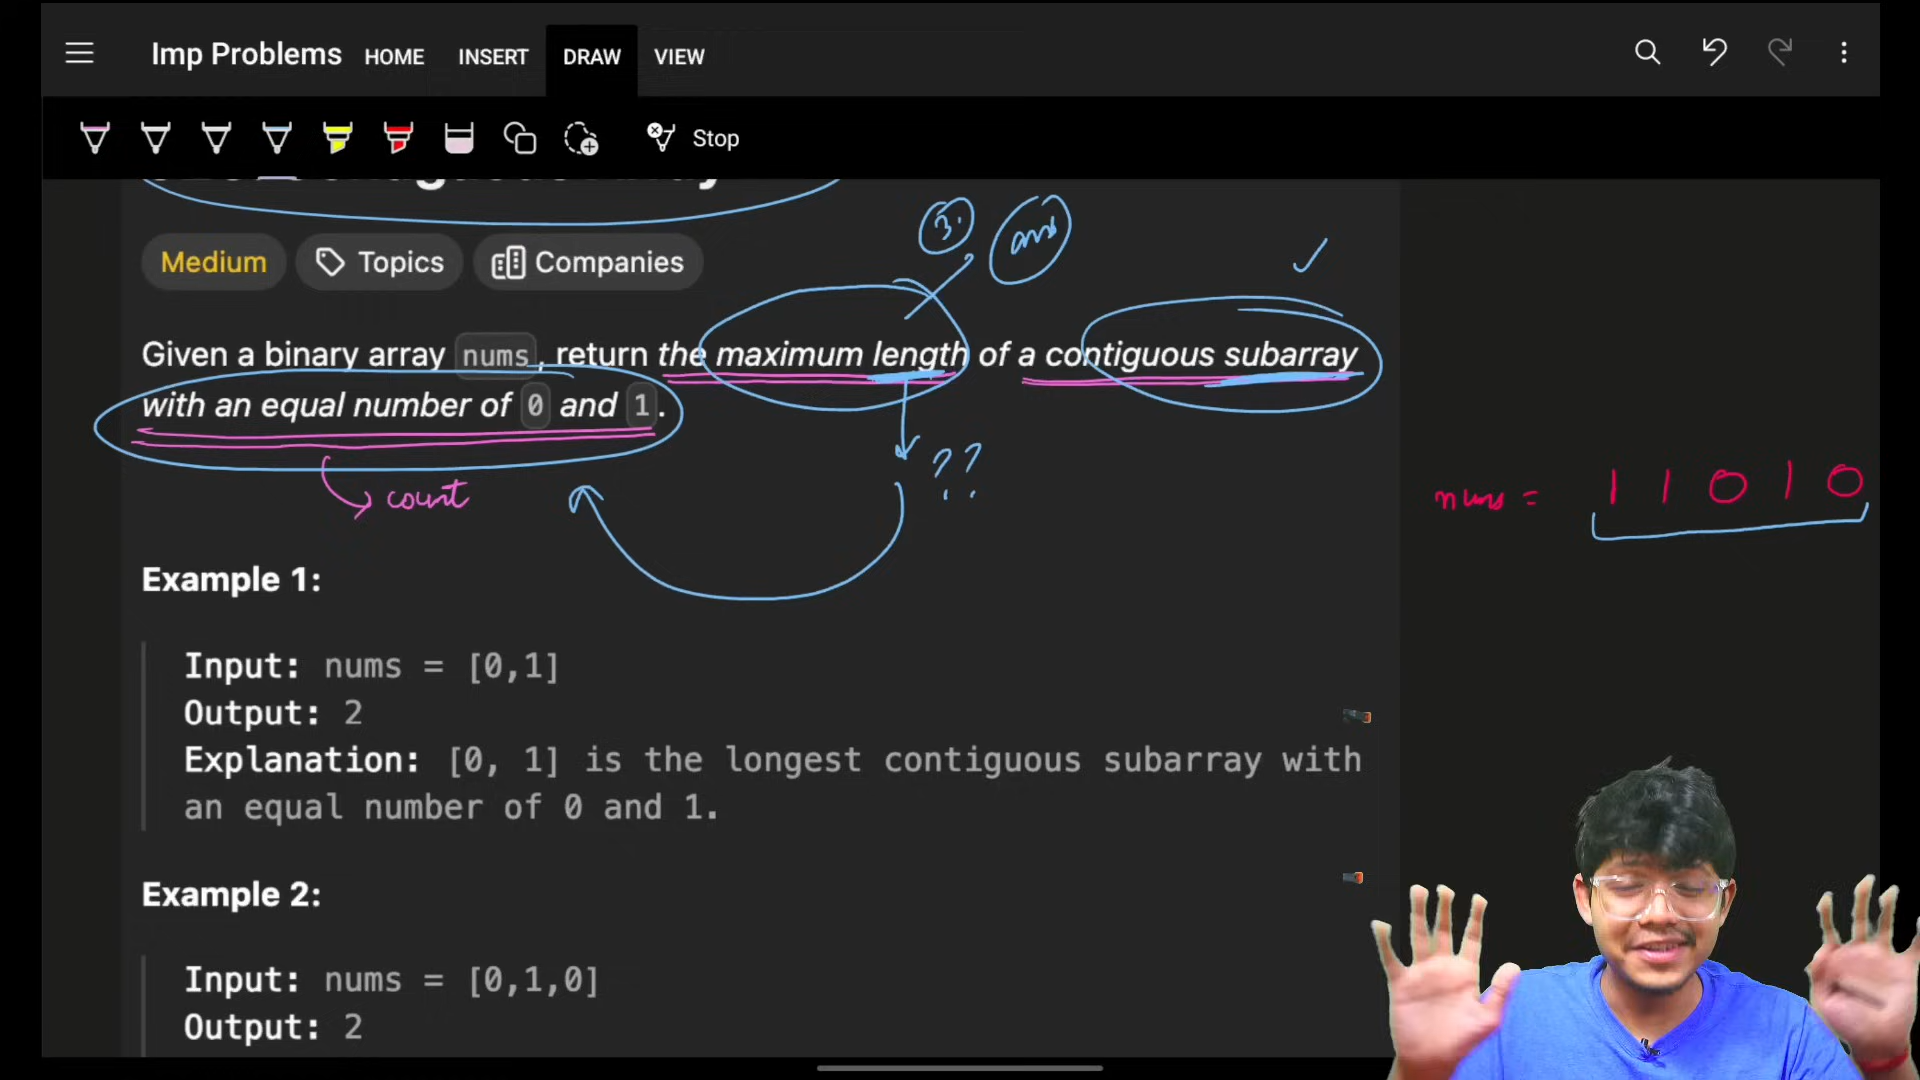 Imp Problems HOME INSERT DRAW VIEW
Stop
3.
ans
Medium Topics Companies
Given a binary array nums, return the maximum length of a contiguous subarray
with an equal number of 0 and 1.
??
count
nums = 1 1 0 1 0
Example 1:
Input: nums = [0,1]
Output: 2
Explanation: [0, 1] is the longest contiguous subarray with
an equal number of 0 and 1.
Example 2:
Input: nums = [0,1,0]
Output: 2